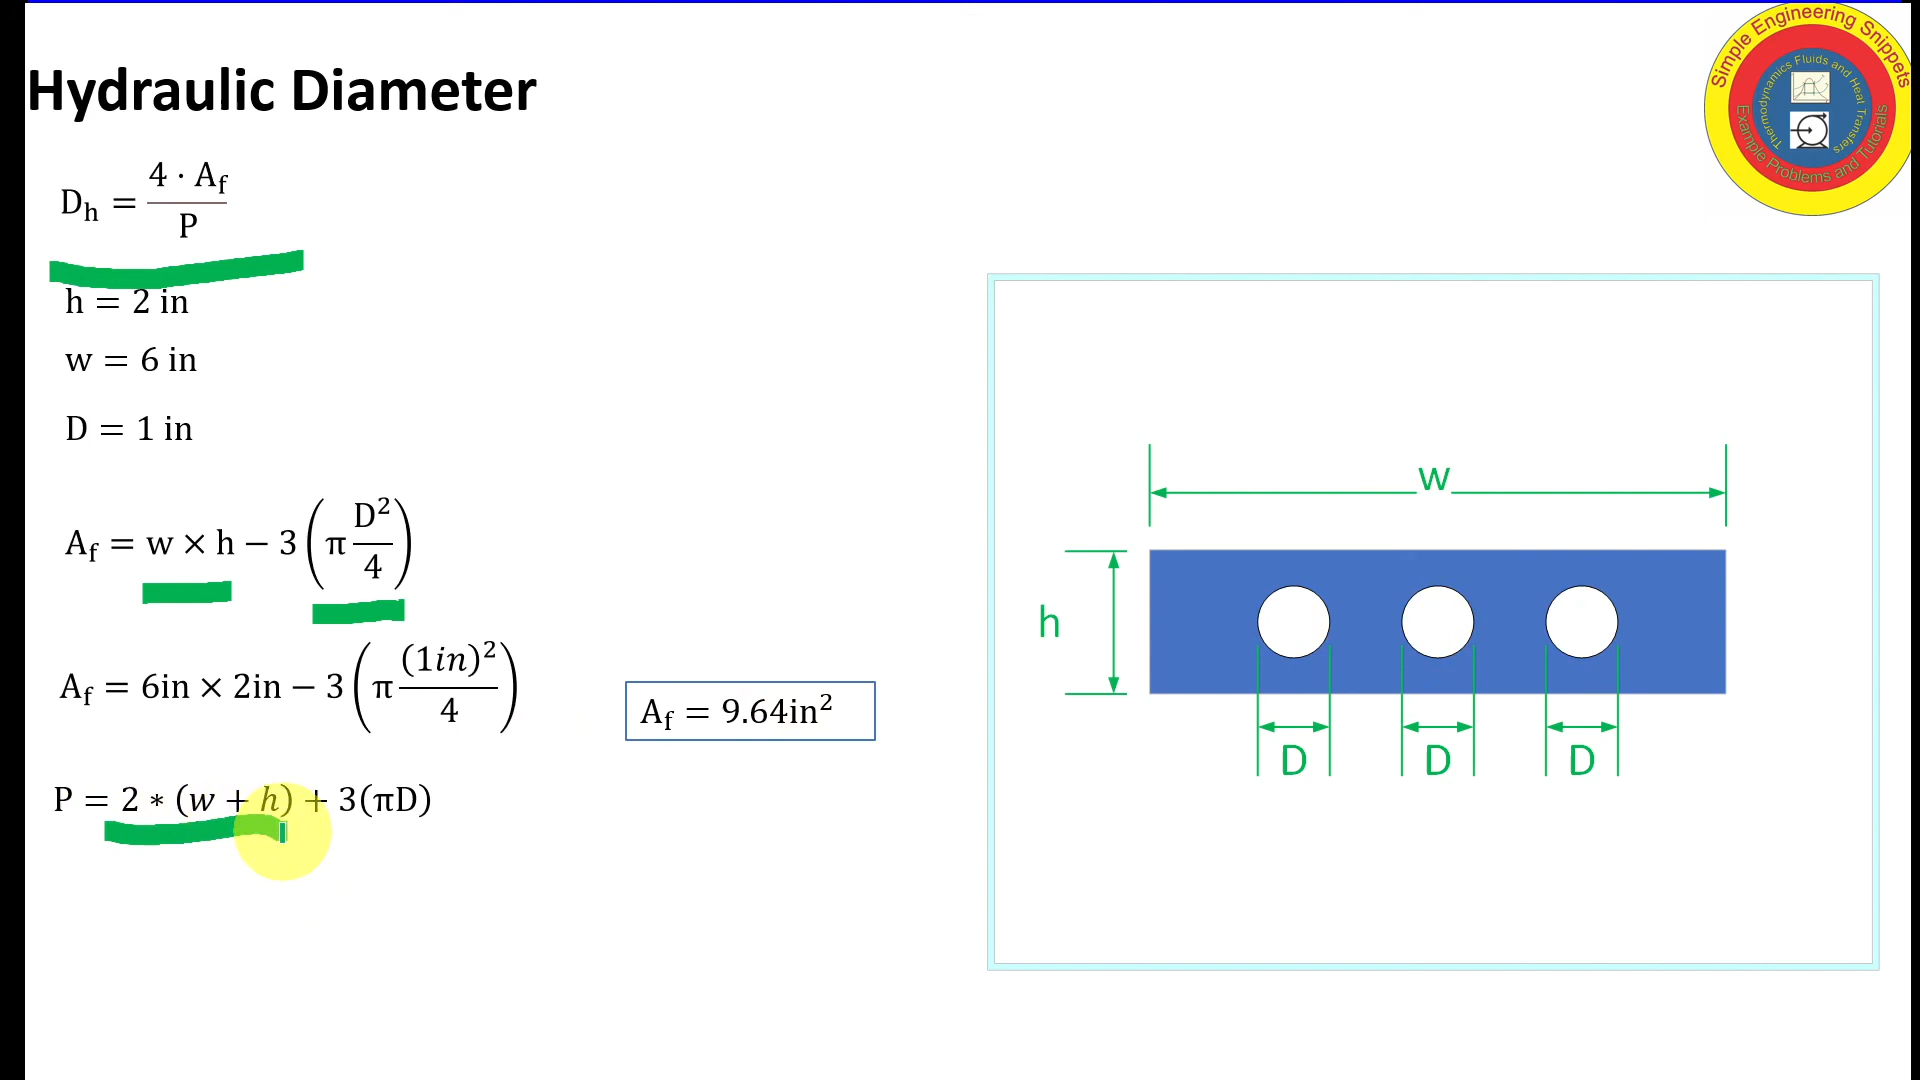 Hydraulic Diameter
Simple Engineering Snippets
Thermodynamics Fluids and Heat Transfers
Example Problems and Tutorials
D_h = (4 · A_f) / P
h = 2 in
w = 6 in
D = 1 in
A_f = w × h − 3(π D²/4)
A_f = 6in × 2in − 3(π (1in)²/4)
A_f = 9.64in²
P = 2 ∗ (w + h) + 3(πD)
w
h
D D D